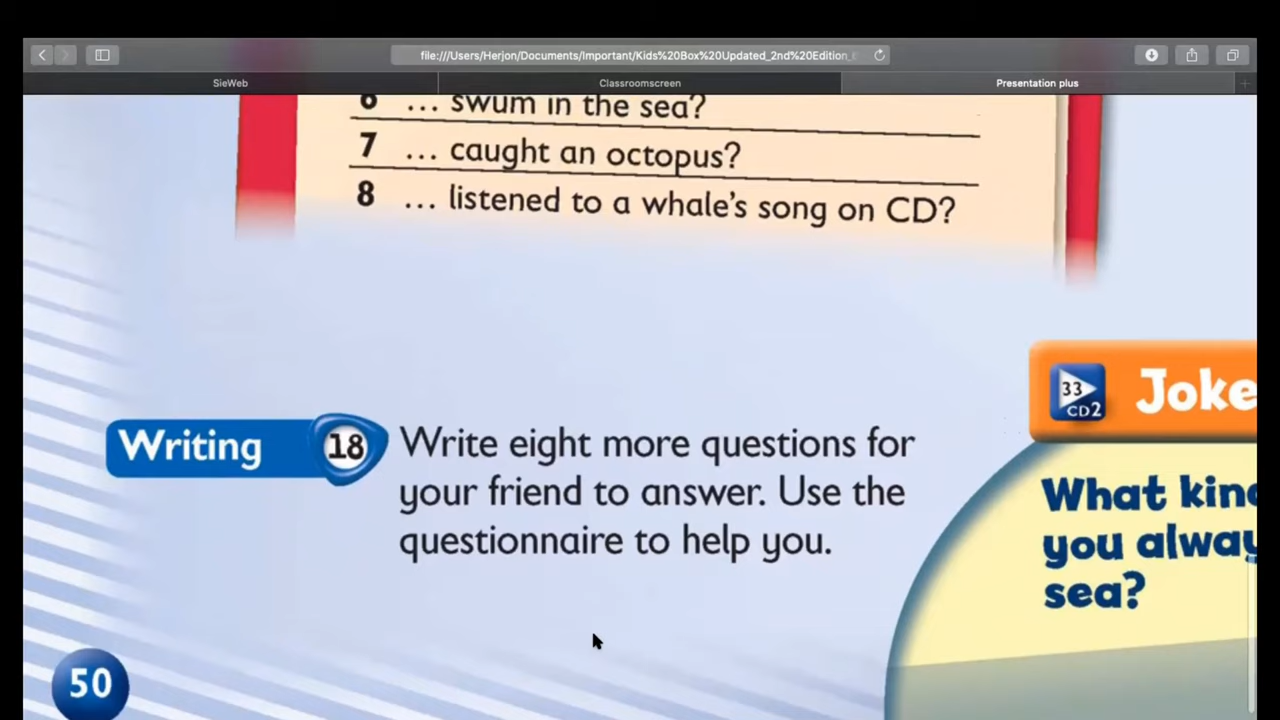 file:///Users/Herjon/Documents/Important/Kids%20Box%20Updated_2nd%20Edition_
SieWeb
Classroomscreen
Presentation plus
6 ... swum in the sea?
7 ... caught an octopus?
8 ... listened to a whale's song on CD?
Writing 18 Write eight more questions for
your friend to answer. Use the
questionnaire to help you.
33
CD2
Joke
What kin
you alway
sea?
50